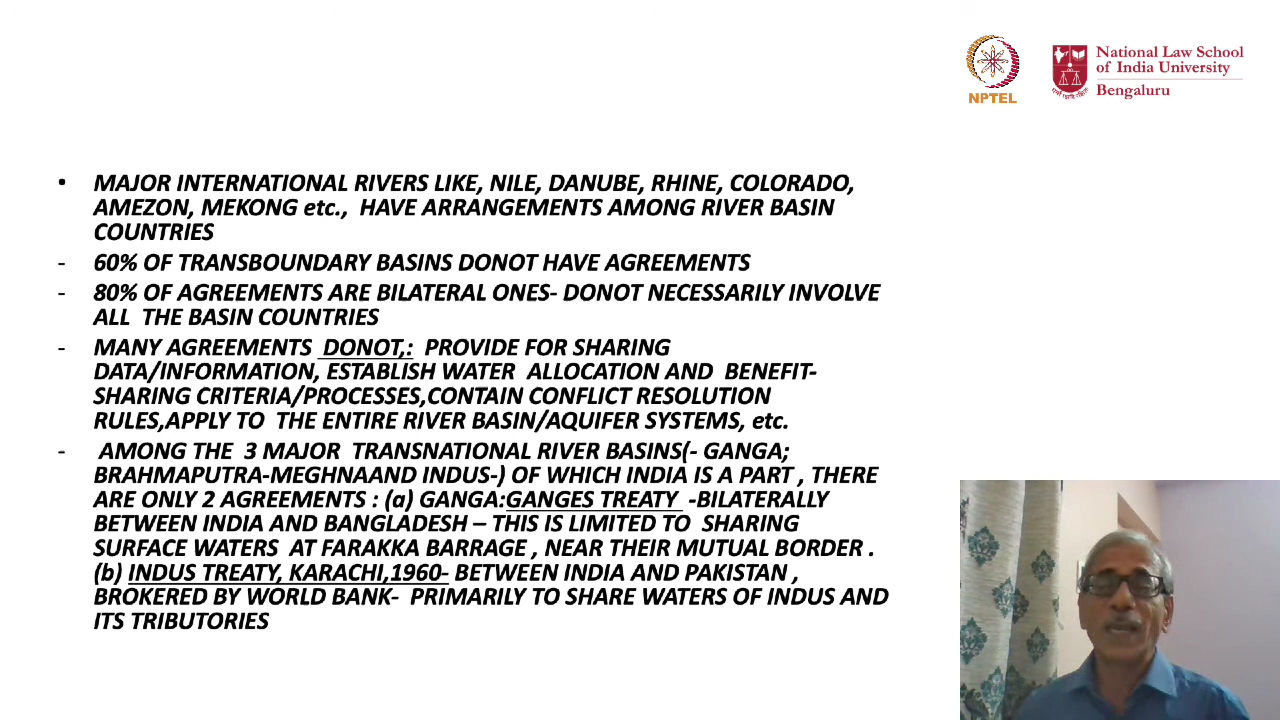 NPTEL
National Law School
of India University
Bengaluru
• MAJOR INTERNATIONAL RIVERS LIKE, NILE, DANUBE, RHINE, COLORADO,
AMEZON, MEKONG etc., HAVE ARRANGEMENTS AMONG RIVER BASIN
COUNTRIES
- 60% OF TRANSBOUNDARY BASINS DONOT HAVE AGREEMENTS
- 80% OF AGREEMENTS ARE BILATERAL ONES- DONOT NECESSARILY INVOLVE
ALL THE BASIN COUNTRIES
- MANY AGREEMENTS DONOT,: PROVIDE FOR SHARING
DATA/INFORMATION, ESTABLISH WATER ALLOCATION AND BENEFIT-
SHARING CRITERIA/PROCESSES,CONTAIN CONFLICT RESOLUTION
RULES,APPLY TO THE ENTIRE RIVER BASIN/AQUIFER SYSTEMS, etc.
- AMONG THE 3 MAJOR TRANSNATIONAL RIVER BASINS(- GANGA;
BRAHMAPUTRA-MEGHNAAND INDUS-) OF WHICH INDIA IS A PART , THERE
ARE ONLY 2 AGREEMENTS : (a) GANGA:GANGES TREATY -BILATERALLY
BETWEEN INDIA AND BANGLADESH – THIS IS LIMITED TO SHARING
SURFACE WATERS AT FARAKKA BARRAGE , NEAR THEIR MUTUAL BORDER .
(b) INDUS TREATY, KARACHI,1960- BETWEEN INDIA AND PAKISTAN ,
BROKERED BY WORLD BANK- PRIMARILY TO SHARE WATERS OF INDUS AND
ITS TRIBUTORIES